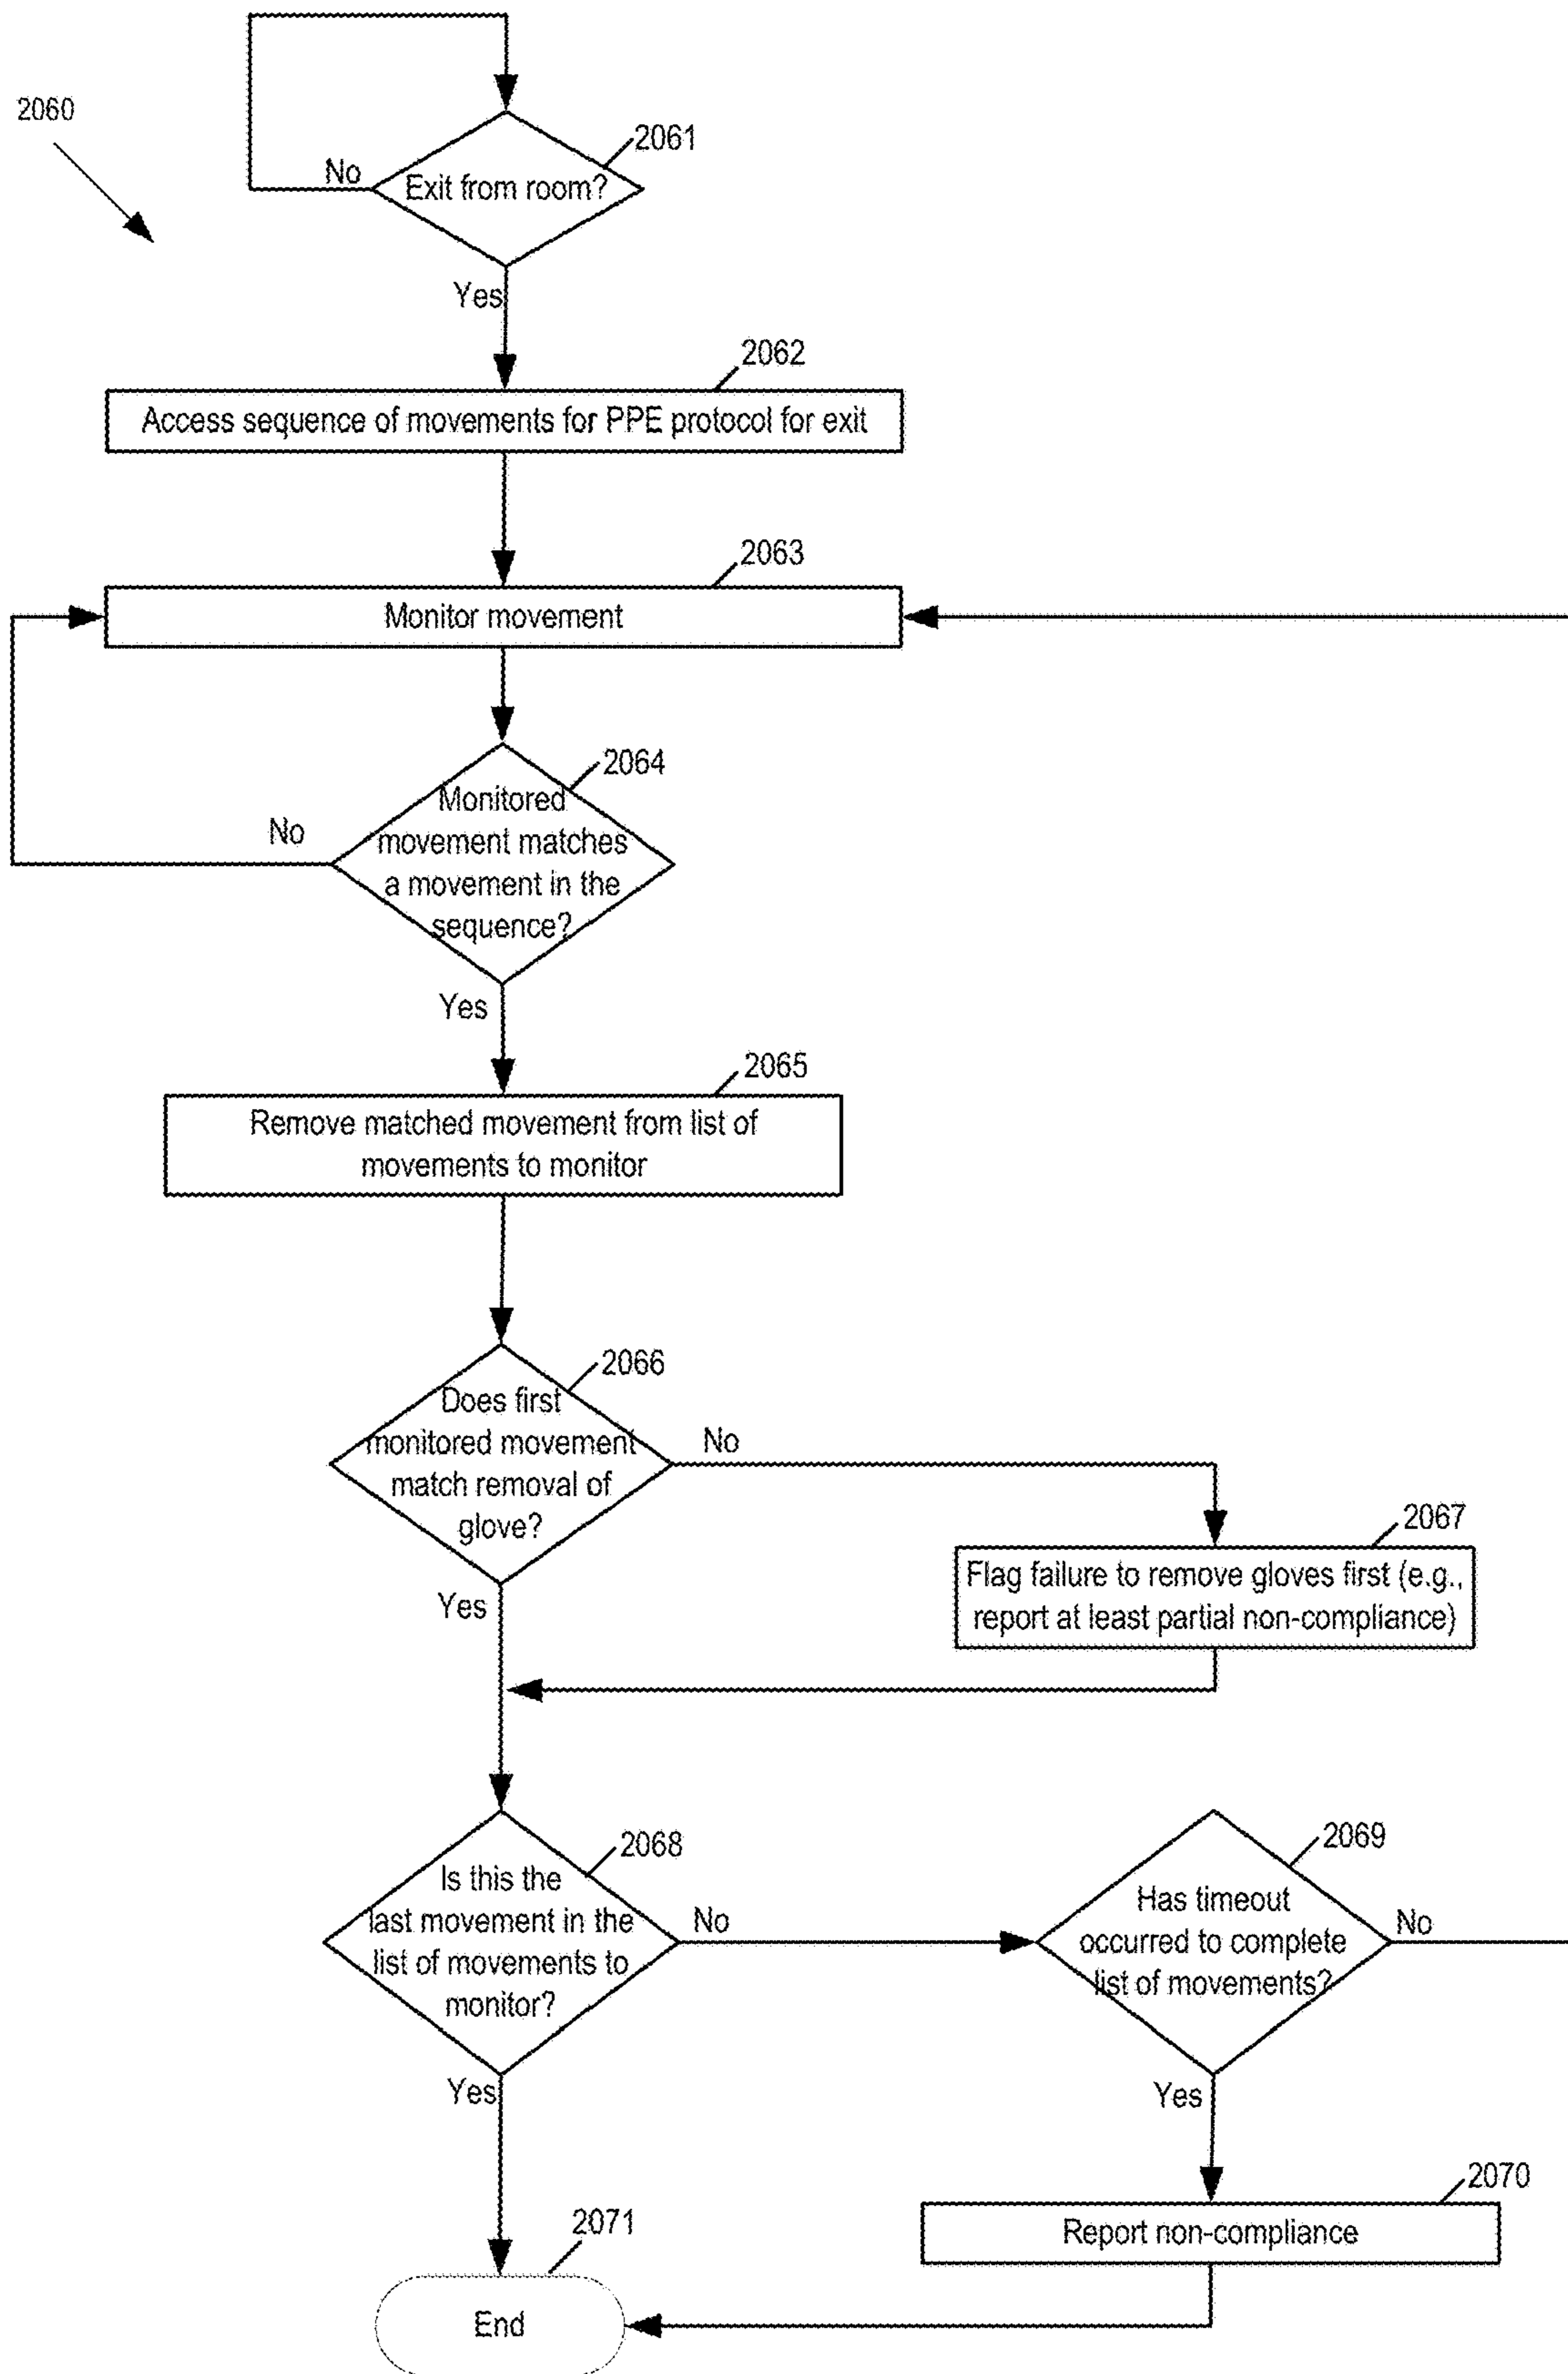 2060
2061
No
Exit from room?
Yes
2062
Access sequence of movements for PPE protocol for exit
2063
Monitor movement
2064
Monitored
movement matches
a movement in the
sequence?
No
Yes
2065
Remove matched movement from list of
movements to monitor
2066
Does first
monitored movement
match removal of
glove?
No
Yes
2067
Flag failure to remove gloves first (e.g.,
report at least partial non-compliance)
2068
Is this the
last movement in the
list of movements to
monitor?
No
Yes
2069
Has timeout
occurred to complete
list of movements?
No
Yes
2070
Report non-compliance
2071
End